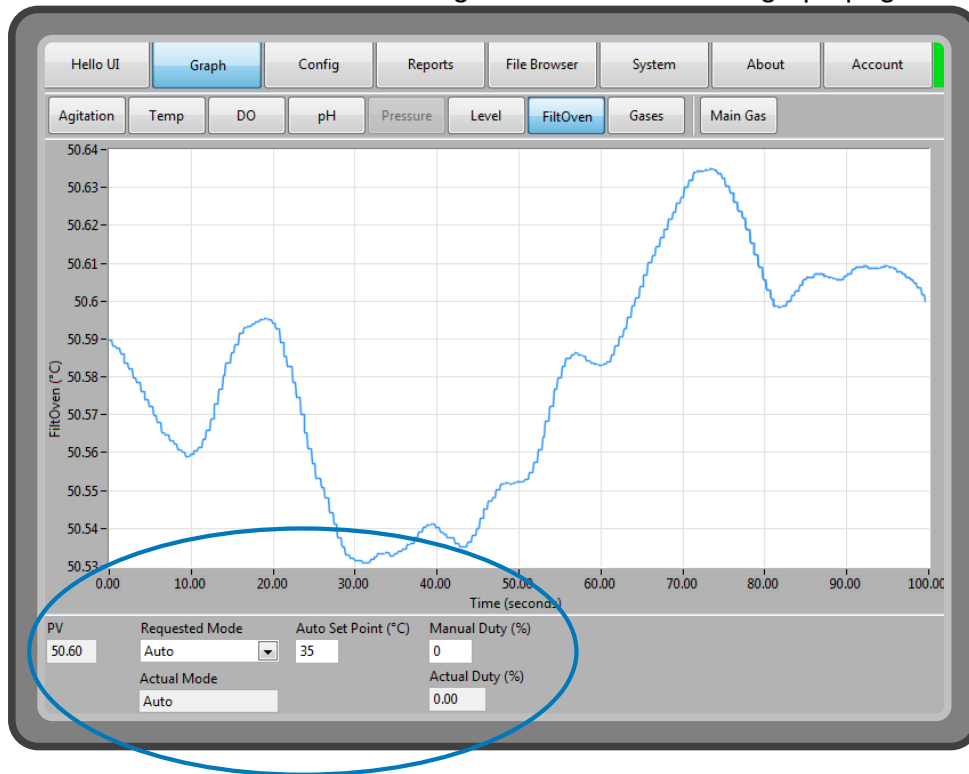 Hello UI Graph Config Reports File Browser System About Account
Agitation Temp DO pH Pressure Level FiltOven Gases Main Gas
50.64
50.63
50.62
50.61
50.6
50.59
50.58
50.57
50.56
50.55
50.54
50.53
FiltOven (°C)
0.00 10.00 20.00 30.00 40.00 50.00 60.00 70.00 80.00 90.00 100.00
Time (seconds)
PV Requested Mode Auto Set Point (°C) Manual Duty (%)
50.60 Auto 35 0
Actual Mode Actual Duty (%)
Auto 0.00